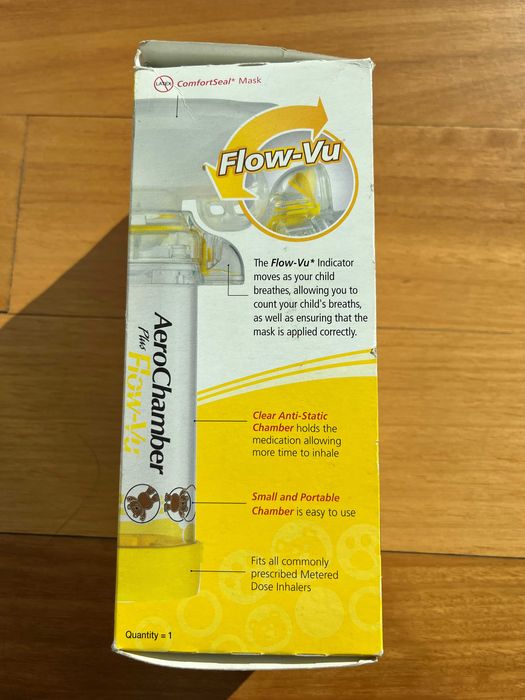 LATEX
ComfortSeal* Mask
Flow-Vu
The Flow-Vu* Indicator
moves as your child
breathes, allowing you to
count your child's breaths,
as well as ensuring that the
mask is applied correctly.
AeroChamber
Plus Flow-Vu
Clear Anti-Static
Chamber holds the
medication allowing
more time to inhale
Small and Portable
Chamber is easy to use
Fits all commonly
prescribed Metered
Dose Inhalers
Quantity = 1